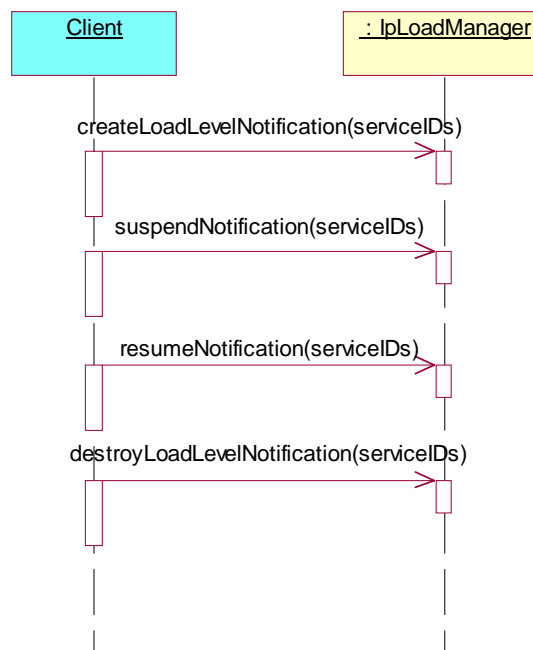 Client
: IpLoadManager
createLoadLevelNotification(serviceIDs)
suspendNotification(serviceIDs)
resumeNotification(serviceIDs)
destroyLoadLevelNotification(serviceIDs)